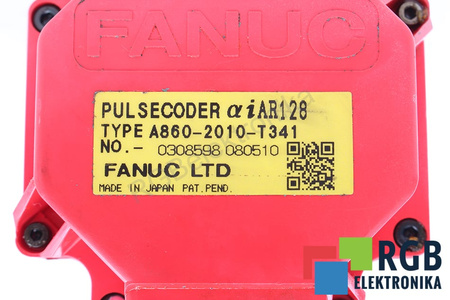 FANUC
PULSECODER αiAR128
TYPE A860-2010-T341
NO.- 0308598 080510
FANUC LTD
MADE IN JAPAN PAT.PEND.
RGB
ELEKTRONIKA